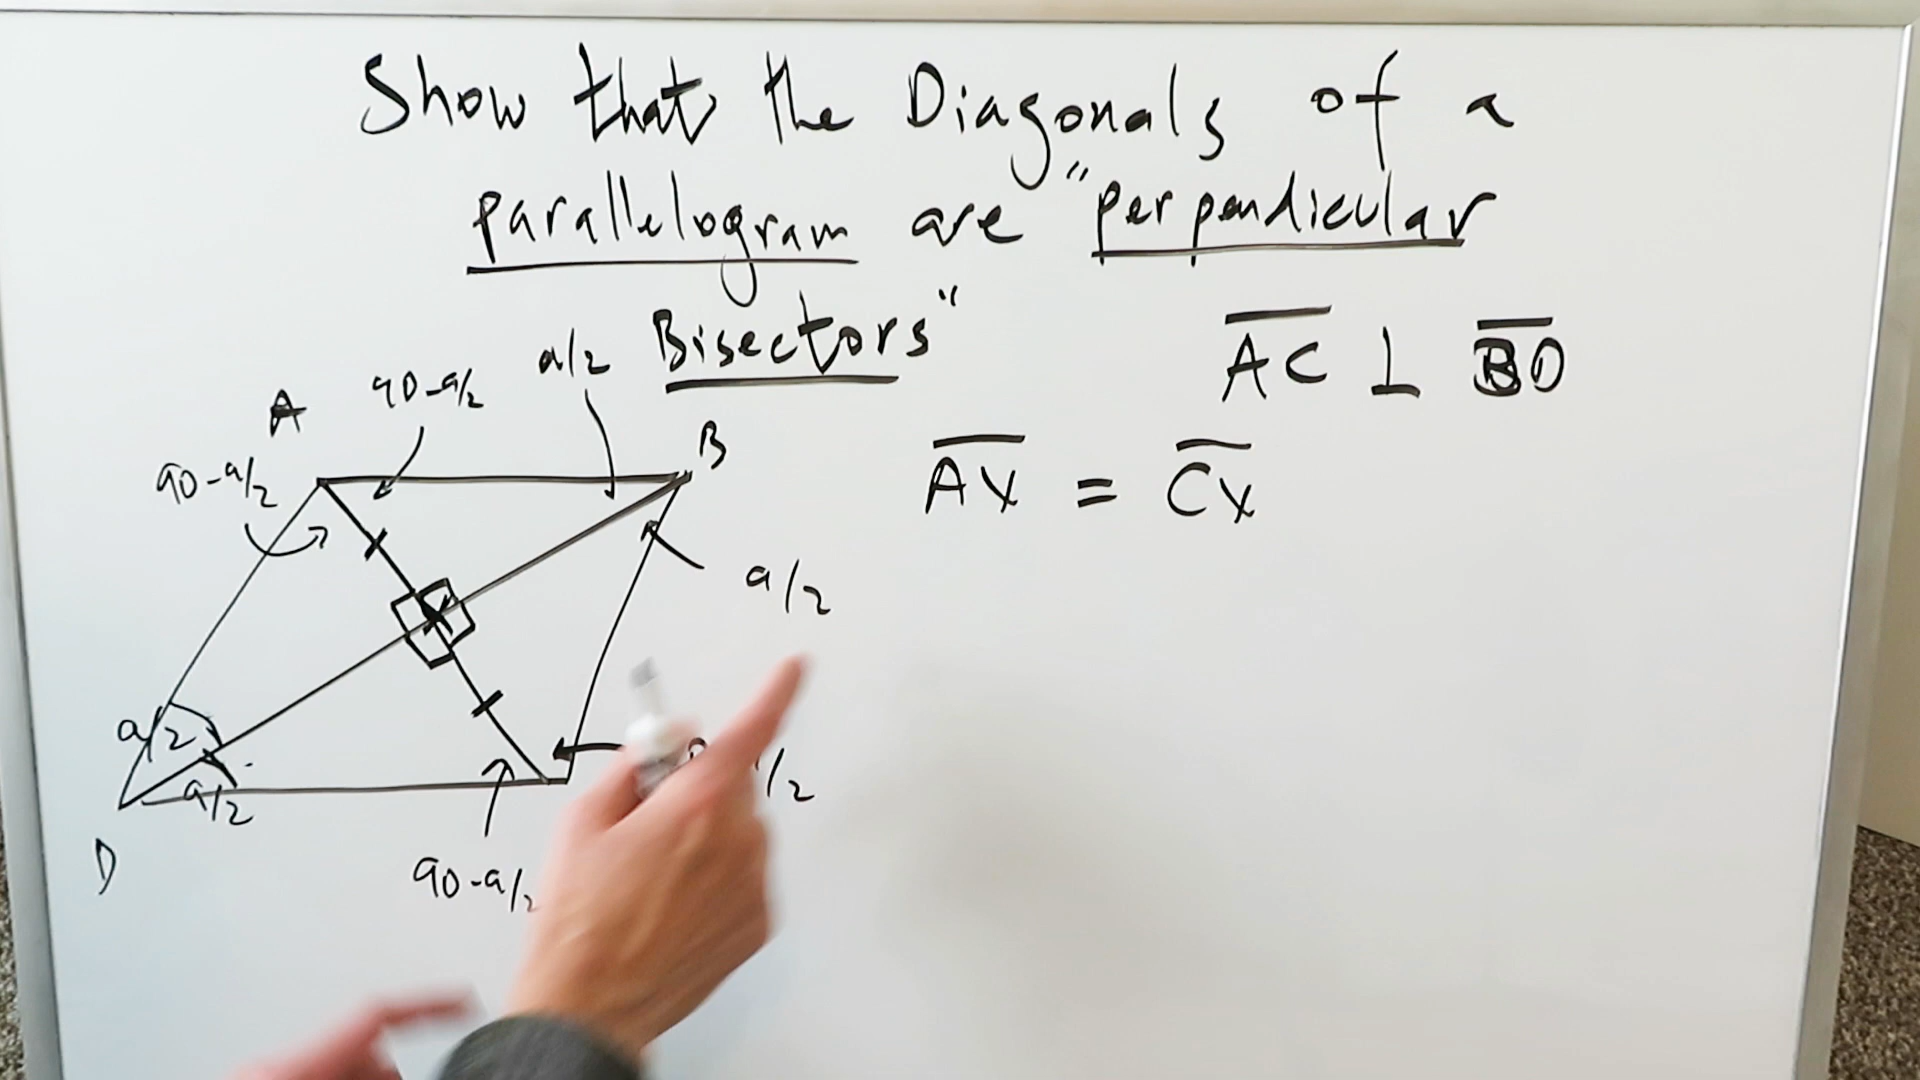 Show that the Diagonals of a
parallelogram are "perpendicular
Bisectors"
AC ⊥ BD
AX = CX
A
90-a/2
a/2
B
90-a/2
X
a/2
a/2
a/2
D
90-a/2
/2